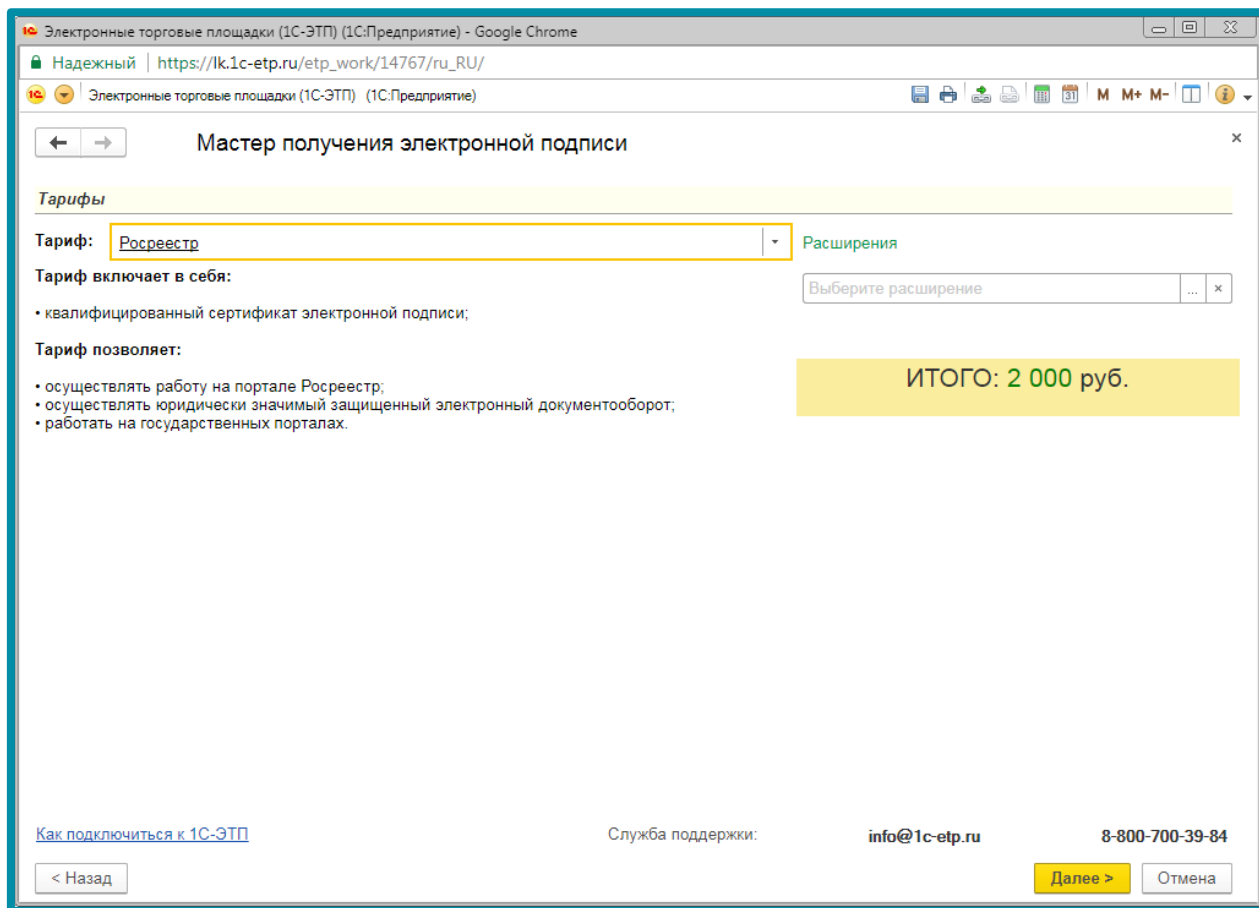 1С Электронные торговые площадки (1С-ЭТП) (1С:Предприятие) - Google Chrome
Надежный | https://lk.1c-etp.ru/etp_work/14767/ru_RU/
1С Электронные торговые площадки (1С-ЭТП) (1С:Предприятие) 31 M M+ M- i
Мастер получения электронной подписи ×
Тарифы
Тариф: Росреестр Расширения
Тариф включает в себя:
Выберите расширение ... ×
• квалифицированный сертификат электронной подписи;
Тариф позволяет:
ИТОГО: 2 000 руб.
• осуществлять работу на портале Росреестр;
• осуществлять юридически значимый защищенный электронный документооборот;
• работать на государственных порталах.
Как подключиться к 1С-ЭТП Служба поддержки: info@1c-etp.ru 8-800-700-39-84
< Назад Далее > Отмена